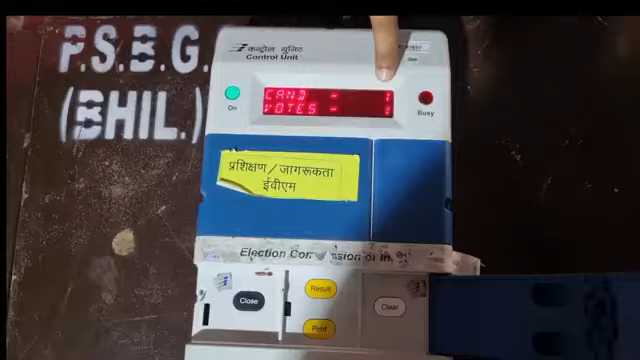 P.S.B.G.
(BHIL.)
कन्ट्रोल युनिट
Control Unit
CAND - 1
VOTES - 1
On
Busy
प्रशिक्षण / जागरूकता
ईवीएम
Election Commission of In
Close
Result
Print
Clear